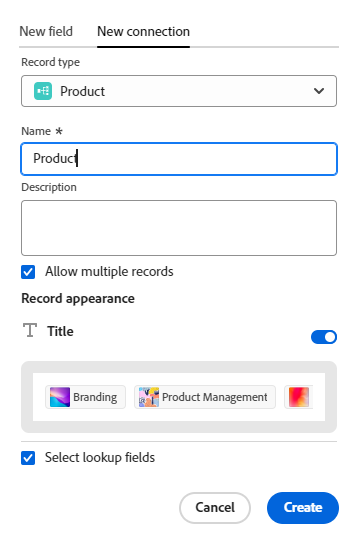 New field New connection
Record type
Product
Name *
Product
Description
Allow multiple records
Record appearance
Title
Branding Product Management
Select lookup fields
Cancel Create